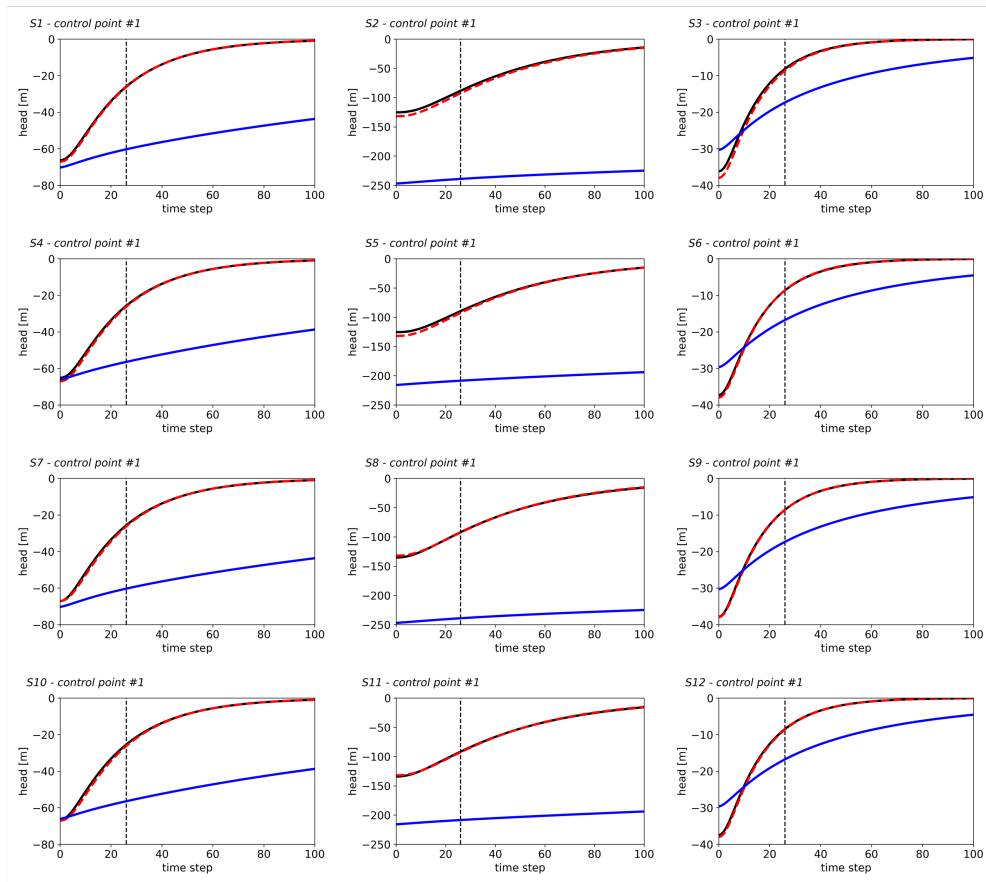 S1 - control point #1
S2 - control point #1
S3 - control point #1
0
−20
−40
−60
−80
head [m]
0 20 40 60 80 100
time step
0
−50
−100
−150
−200
−250
head [m]
0 20 40 60 80 100
time step
0
−10
−20
−30
−40
head [m]
0 20 40 60 80 100
time step
S4 - control point #1
S5 - control point #1
S6 - control point #1
0
−20
−40
−60
−80
head [m]
0 20 40 60 80 100
time step
0
−50
−100
−150
−200
−250
head [m]
0 20 40 60 80 100
time step
0
−10
−20
−30
−40
head [m]
0 20 40 60 80 100
time step
S7 - control point #1
S8 - control point #1
S9 - control point #1
0
−20
−40
−60
−80
head [m]
0 20 40 60 80 100
time step
0
−50
−100
−150
−200
−250
head [m]
0 20 40 60 80 100
time step
0
−10
−20
−30
−40
head [m]
0 20 40 60 80 100
time step
S10 - control point #1
S11 - control point #1
S12 - control point #1
0
−20
−40
−60
−80
head [m]
0 20 40 60 80 100
time step
0
−50
−100
−150
−200
−250
head [m]
0 20 40 60 80 100
time step
0
−10
−20
−30
−40
head [m]
0 20 40 60 80 100
time step